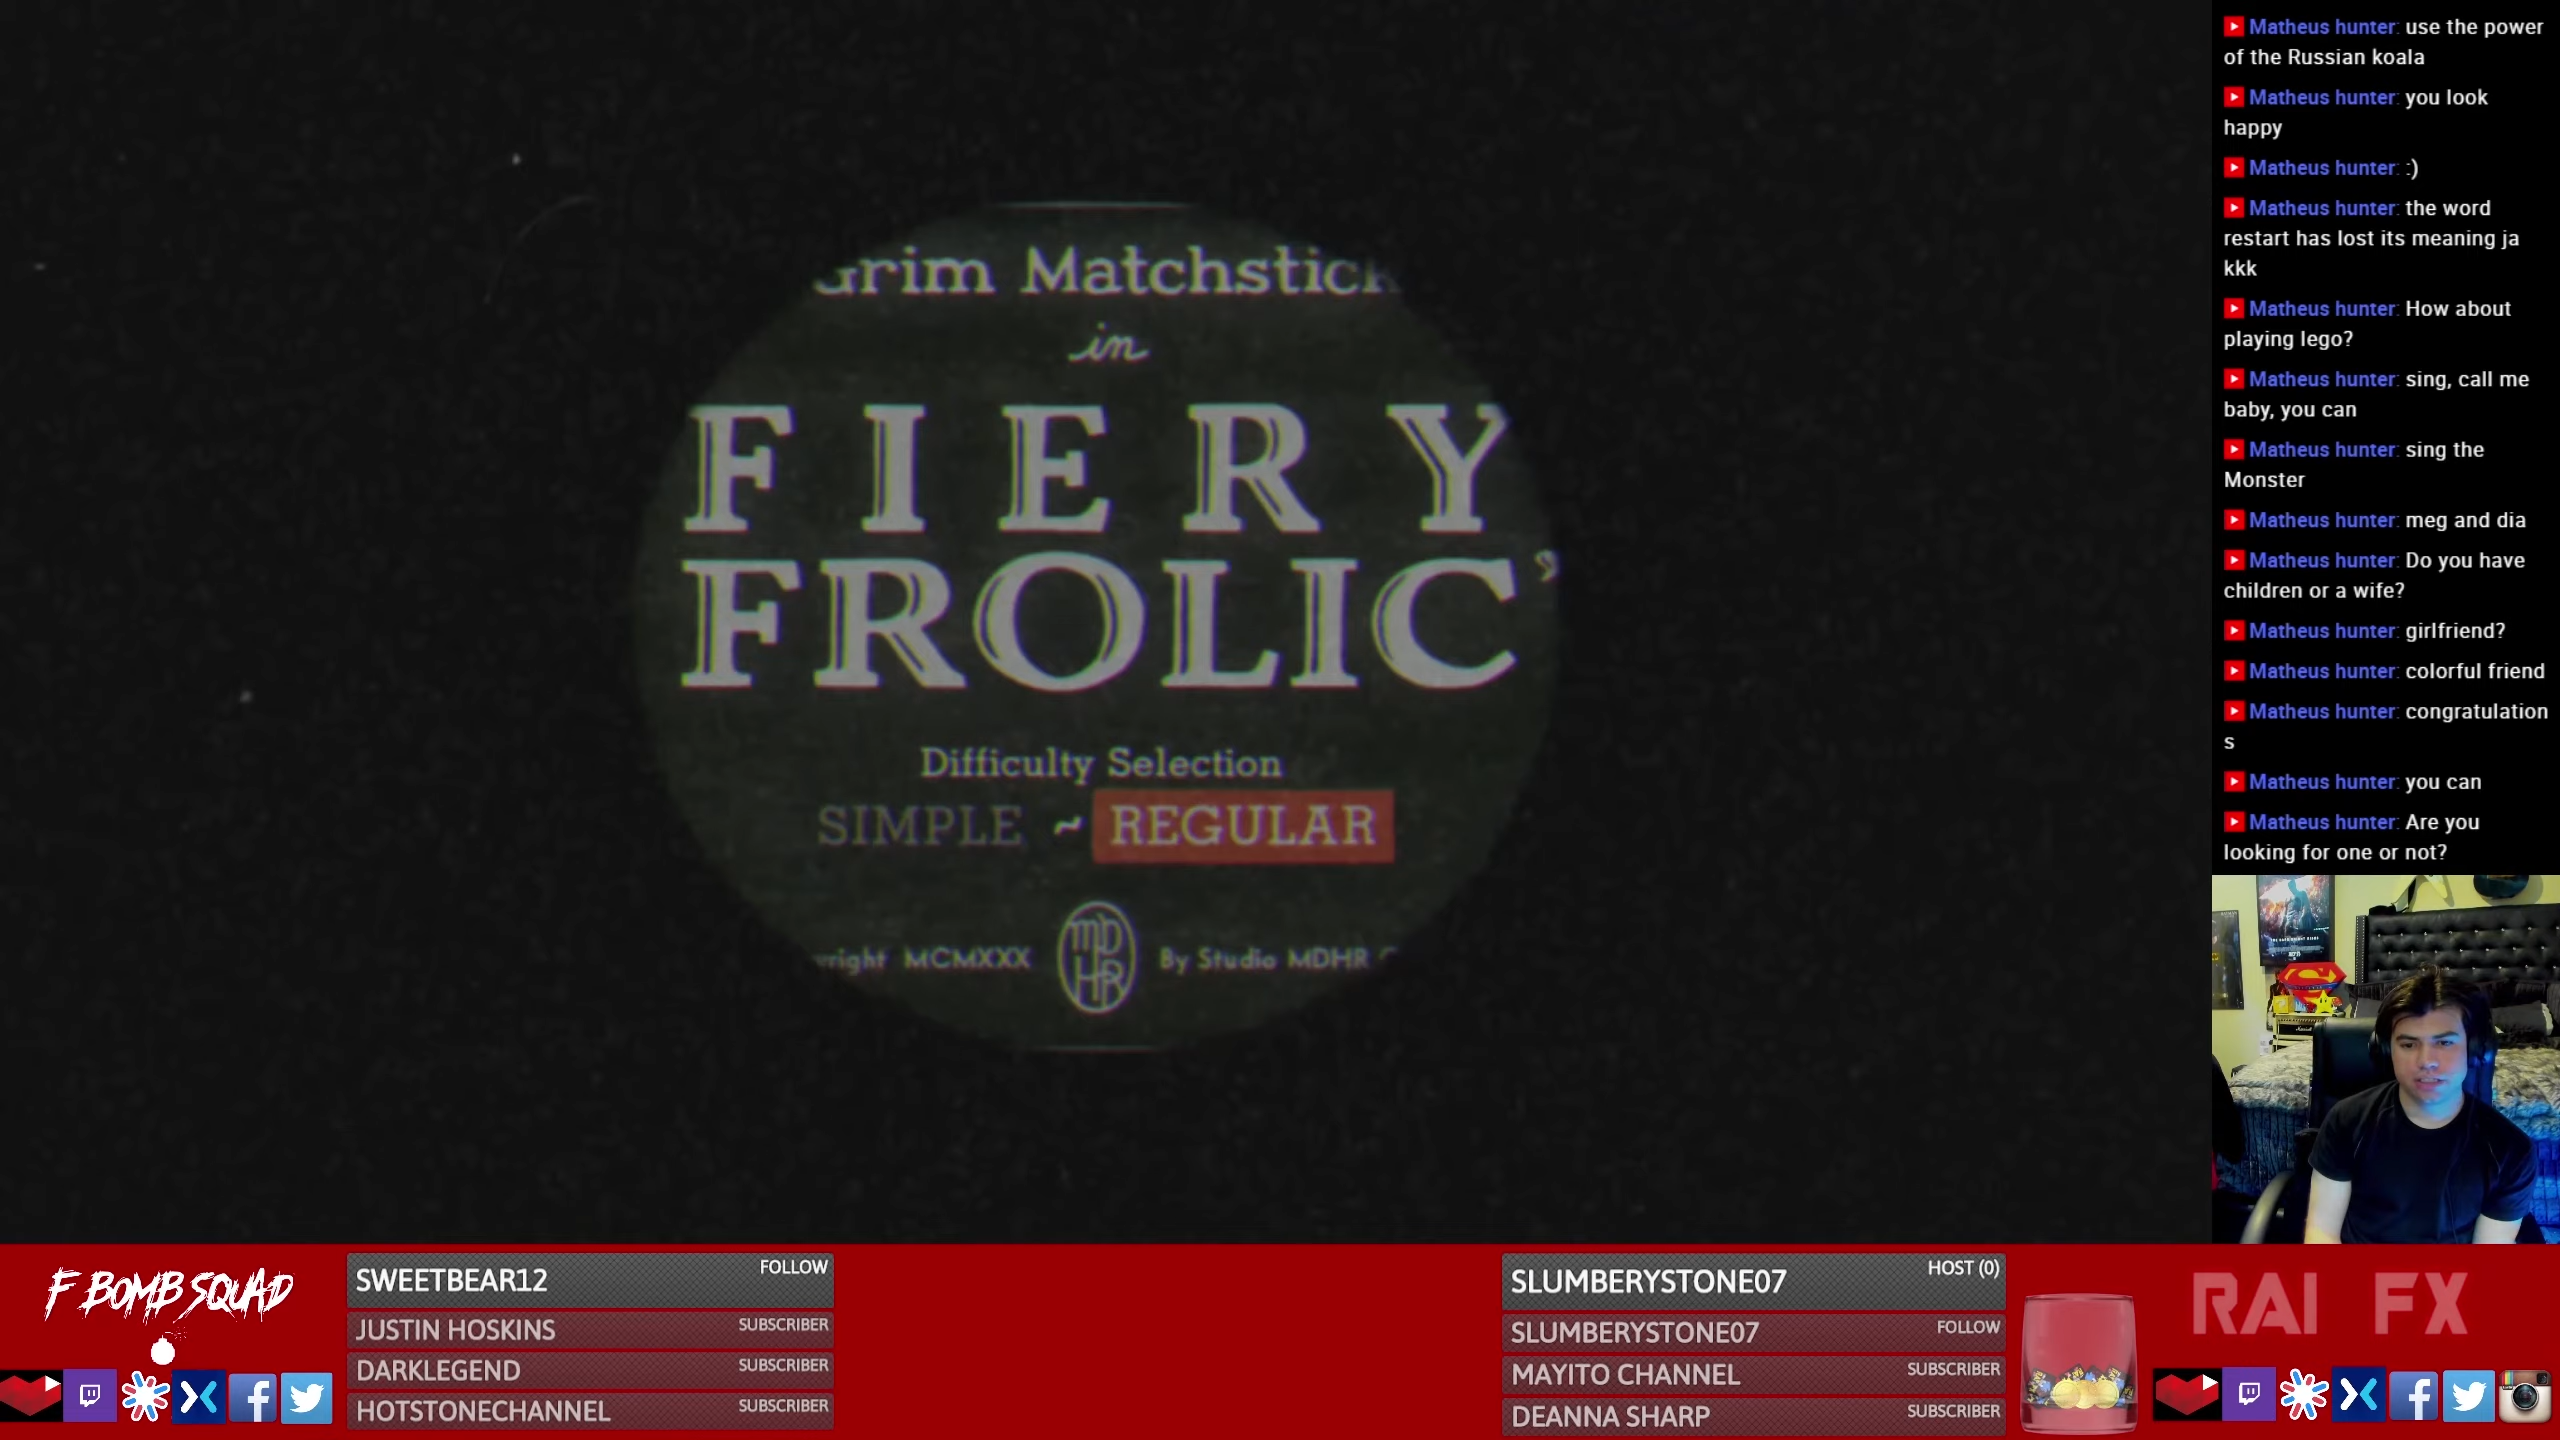 Matheus hunter: use the power
of the Russian koala
Matheus hunter: you look
happy
Matheus hunter: :)
Matheus hunter: the word
restart has lost its meaning ja
kkk
Matheus hunter: How about
playing lego?
Matheus hunter: sing, call me
baby, you can
Matheus hunter: sing the
Monster
Matheus hunter: meg and dia
Matheus hunter: Do you have
children or a wife?
Matheus hunter: girlfriend?
Matheus hunter: colorful friend
Matheus hunter: congratulation
s
Matheus hunter: you can
Matheus hunter: Are you
looking for one or not?
Matchstick
in
FIERY
FROLIC'
Difficulty Selection
SIMPLE ~ REGULAR
MCMXXX MDHR By Studio MDHR
F BOMB SQUAD
SWEETBEAR12 FOLLOW
JUSTIN HOSKINS SUBSCRIBER
DARKLEGEND SUBSCRIBER
HOTSTONECHANNEL SUBSCRIBER
SLUMBERYSTONE07 HOST (0)
SLUMBERYSTONE07 FOLLOW
MAYITO CHANNEL SUBSCRIBER
DEANNA SHARP SUBSCRIBER
RAI FX